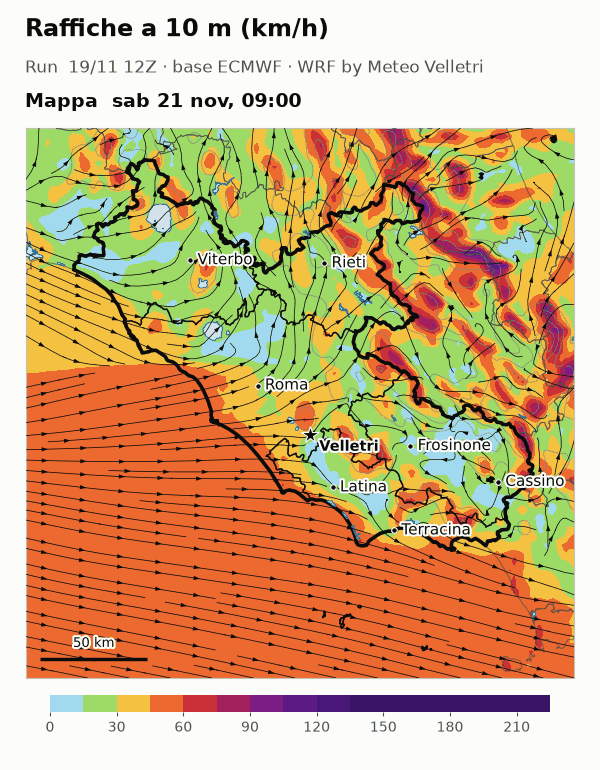 Raffiche a 10 m (km/h)
Run  19/11 12Z · base ECMWF · WRF by Meteo Velletri
Mappa  sab 21 nov, 09:00
Viterbo
Rieti
Roma
Velletri
Frosinone
Latina
Cassino
Terracina
50 km
0 30 60 90 120 150 180 210